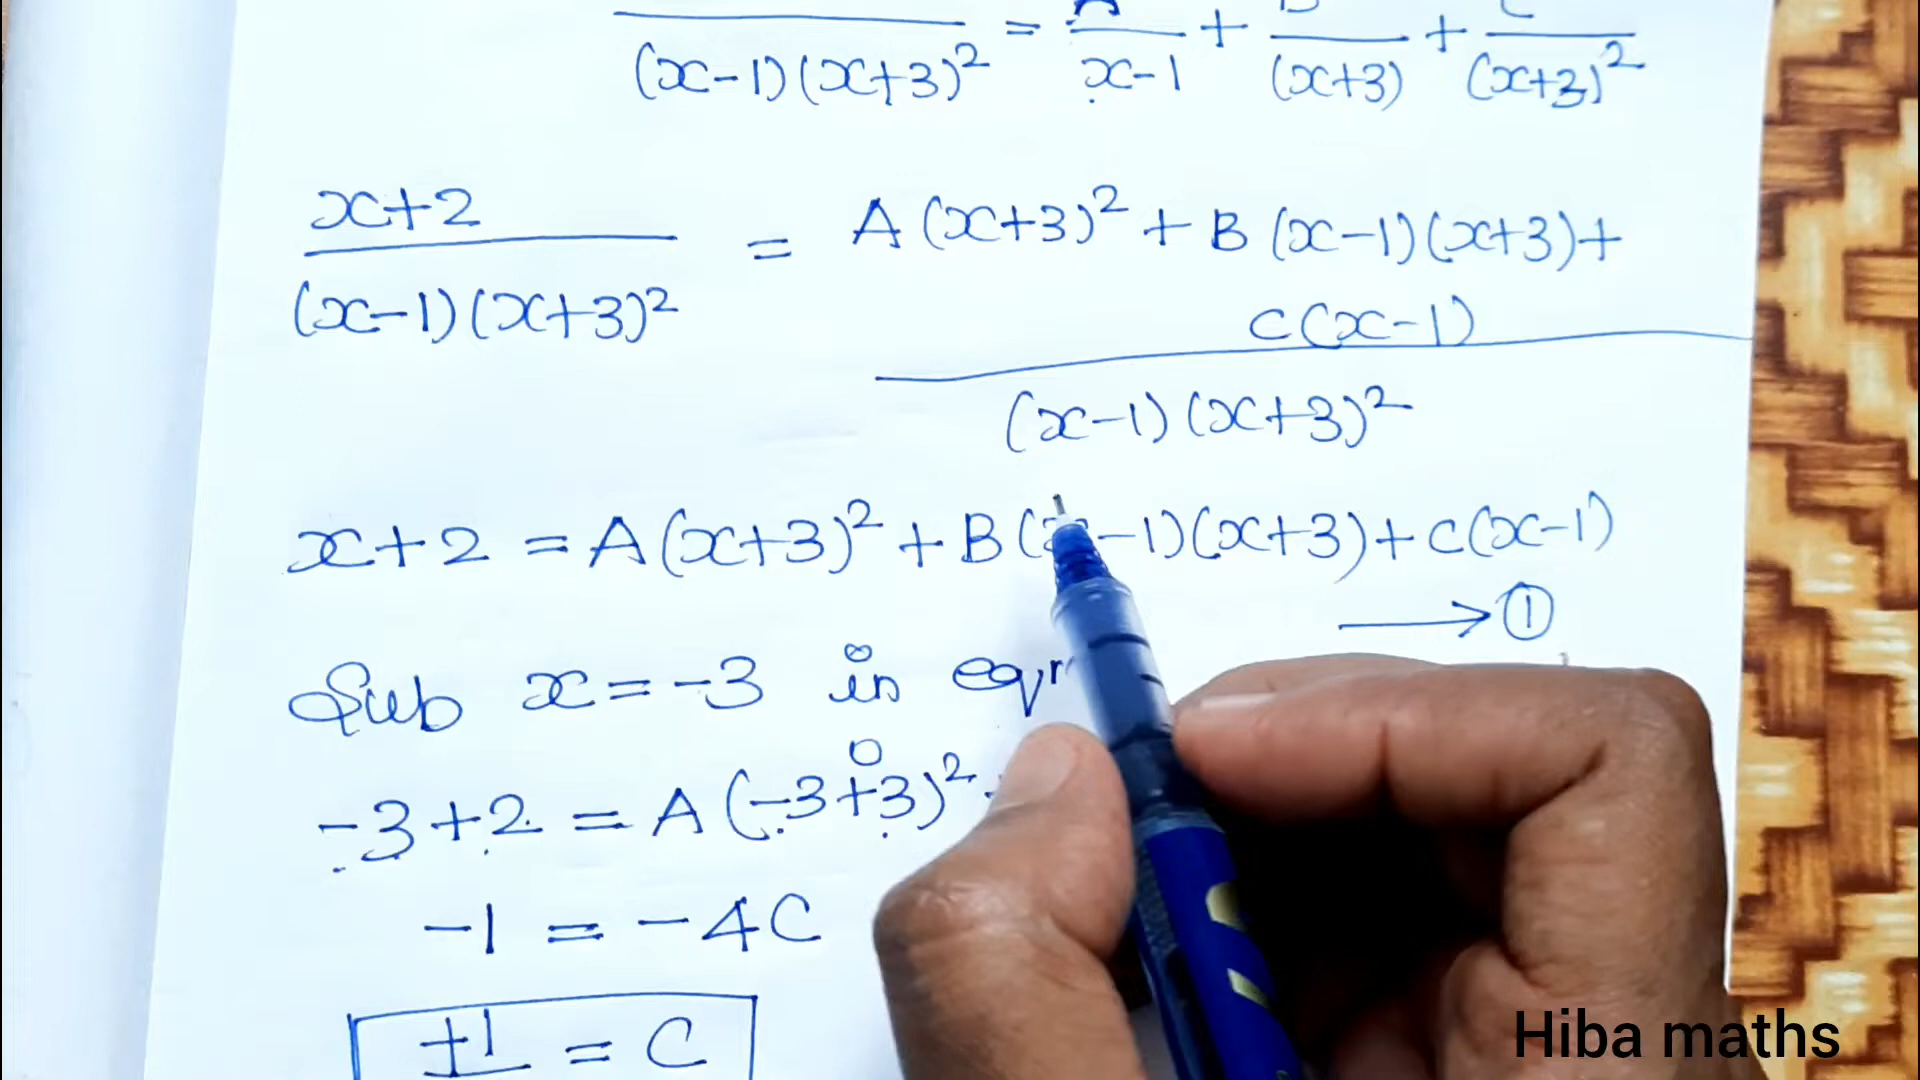 (x-1)(x+3)² = x-1 + (x+3) + (x+3)²
x+2 / (x-1)(x+3)² = A(x+3)² + B(x-1)(x+3)+
C(x-1)
(x-1)(x+3)²
x+2 = A(x+3)² + B(x-1)(x+3)+C(x-1)
→ ①
Sub x=-3 in eqn
-3+2 = A(-3+3)²
0
-1 = -4C
+1 = C
Hiba maths